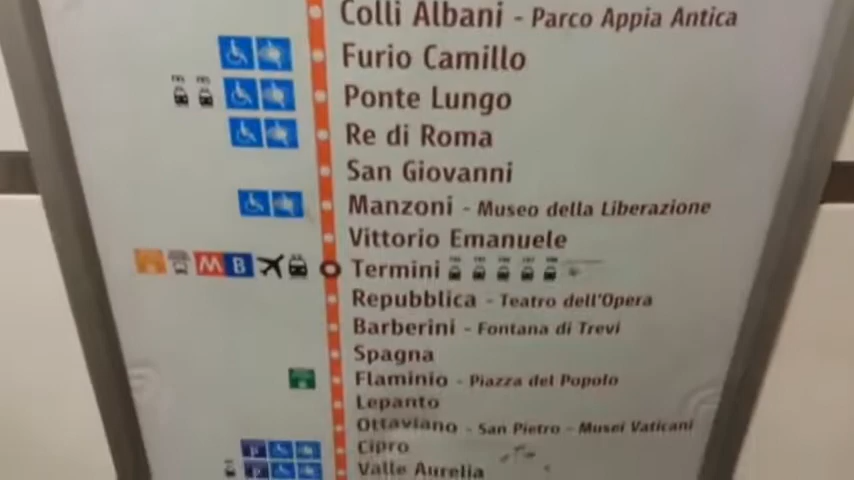 Colli Albani - Parco Appia Antica
Furio Camillo
Ponte Lungo
Re di Roma
San Giovanni
Manzoni - Museo della Liberazione
Vittorio Emanuele
M B Termini
Repubblica - Teatro dell'Opera
Barberini - Fontana di Trevi
Spagna
Flaminio - Piazza del Popolo
Lepanto
Ottaviano - San Pietro - Musei Vaticani
P Cipro
P Valle Aurelia